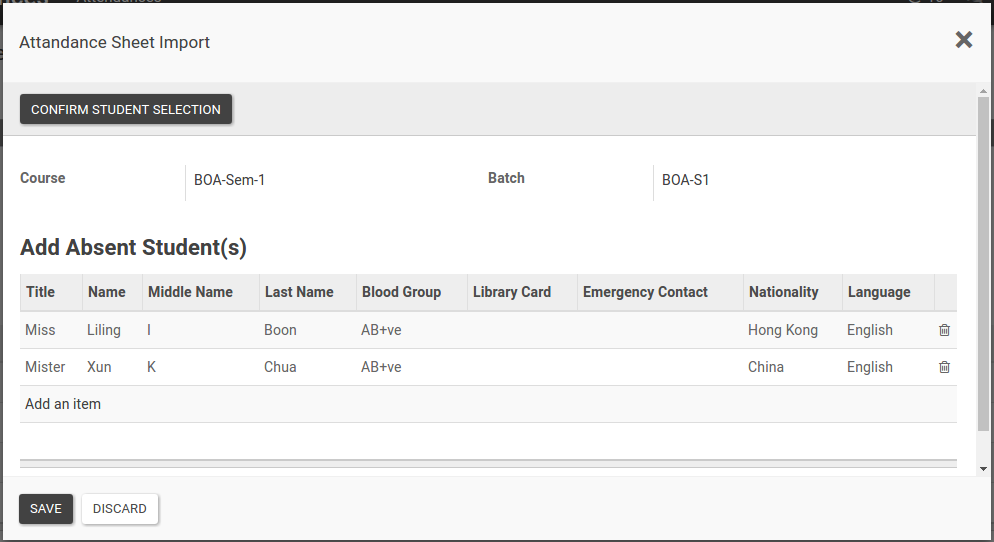 Attandance Sheet Import
CONFIRM STUDENT SELECTION
Course BOA-Sem-1 Batch BOA-S1
Add Absent Student(s)
Title Name Middle Name Last Name Blood Group Library Card Emergency Contact Nationality Language
Miss Liling I Boon AB+ve Hong Kong English
Mister Xun K Chua AB+ve China English
Add an item
SAVE DISCARD